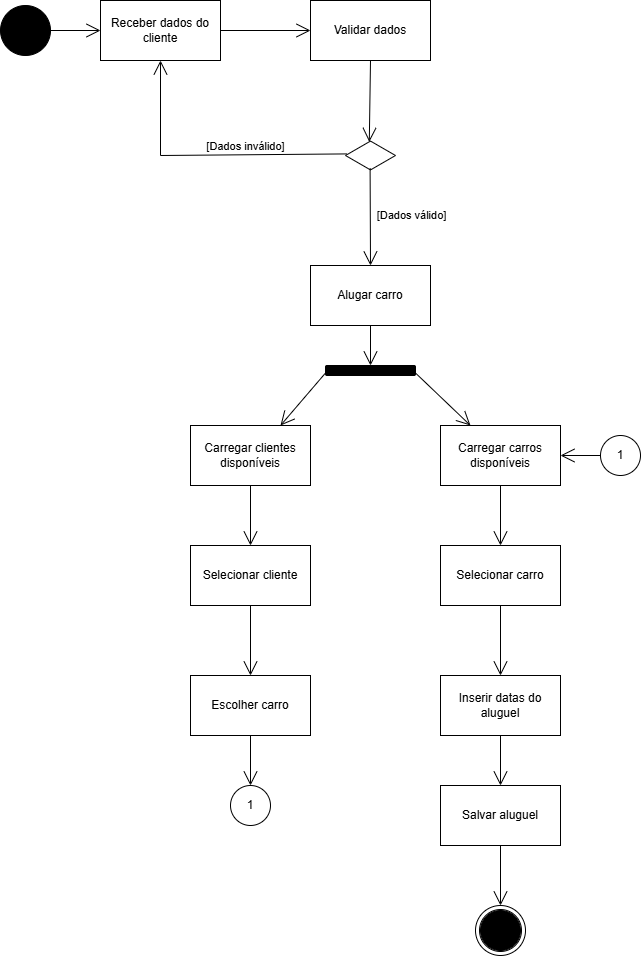 Receber dados do
cliente
Validar dados
[Dados inválido]
[Dados válido]
Alugar carro
Carregar clientes
disponíveis
Carregar carros
disponíveis
1
Selecionar cliente
Selecionar carro
Escolher carro
Inserir datas do
aluguel
1
Salvar aluguel